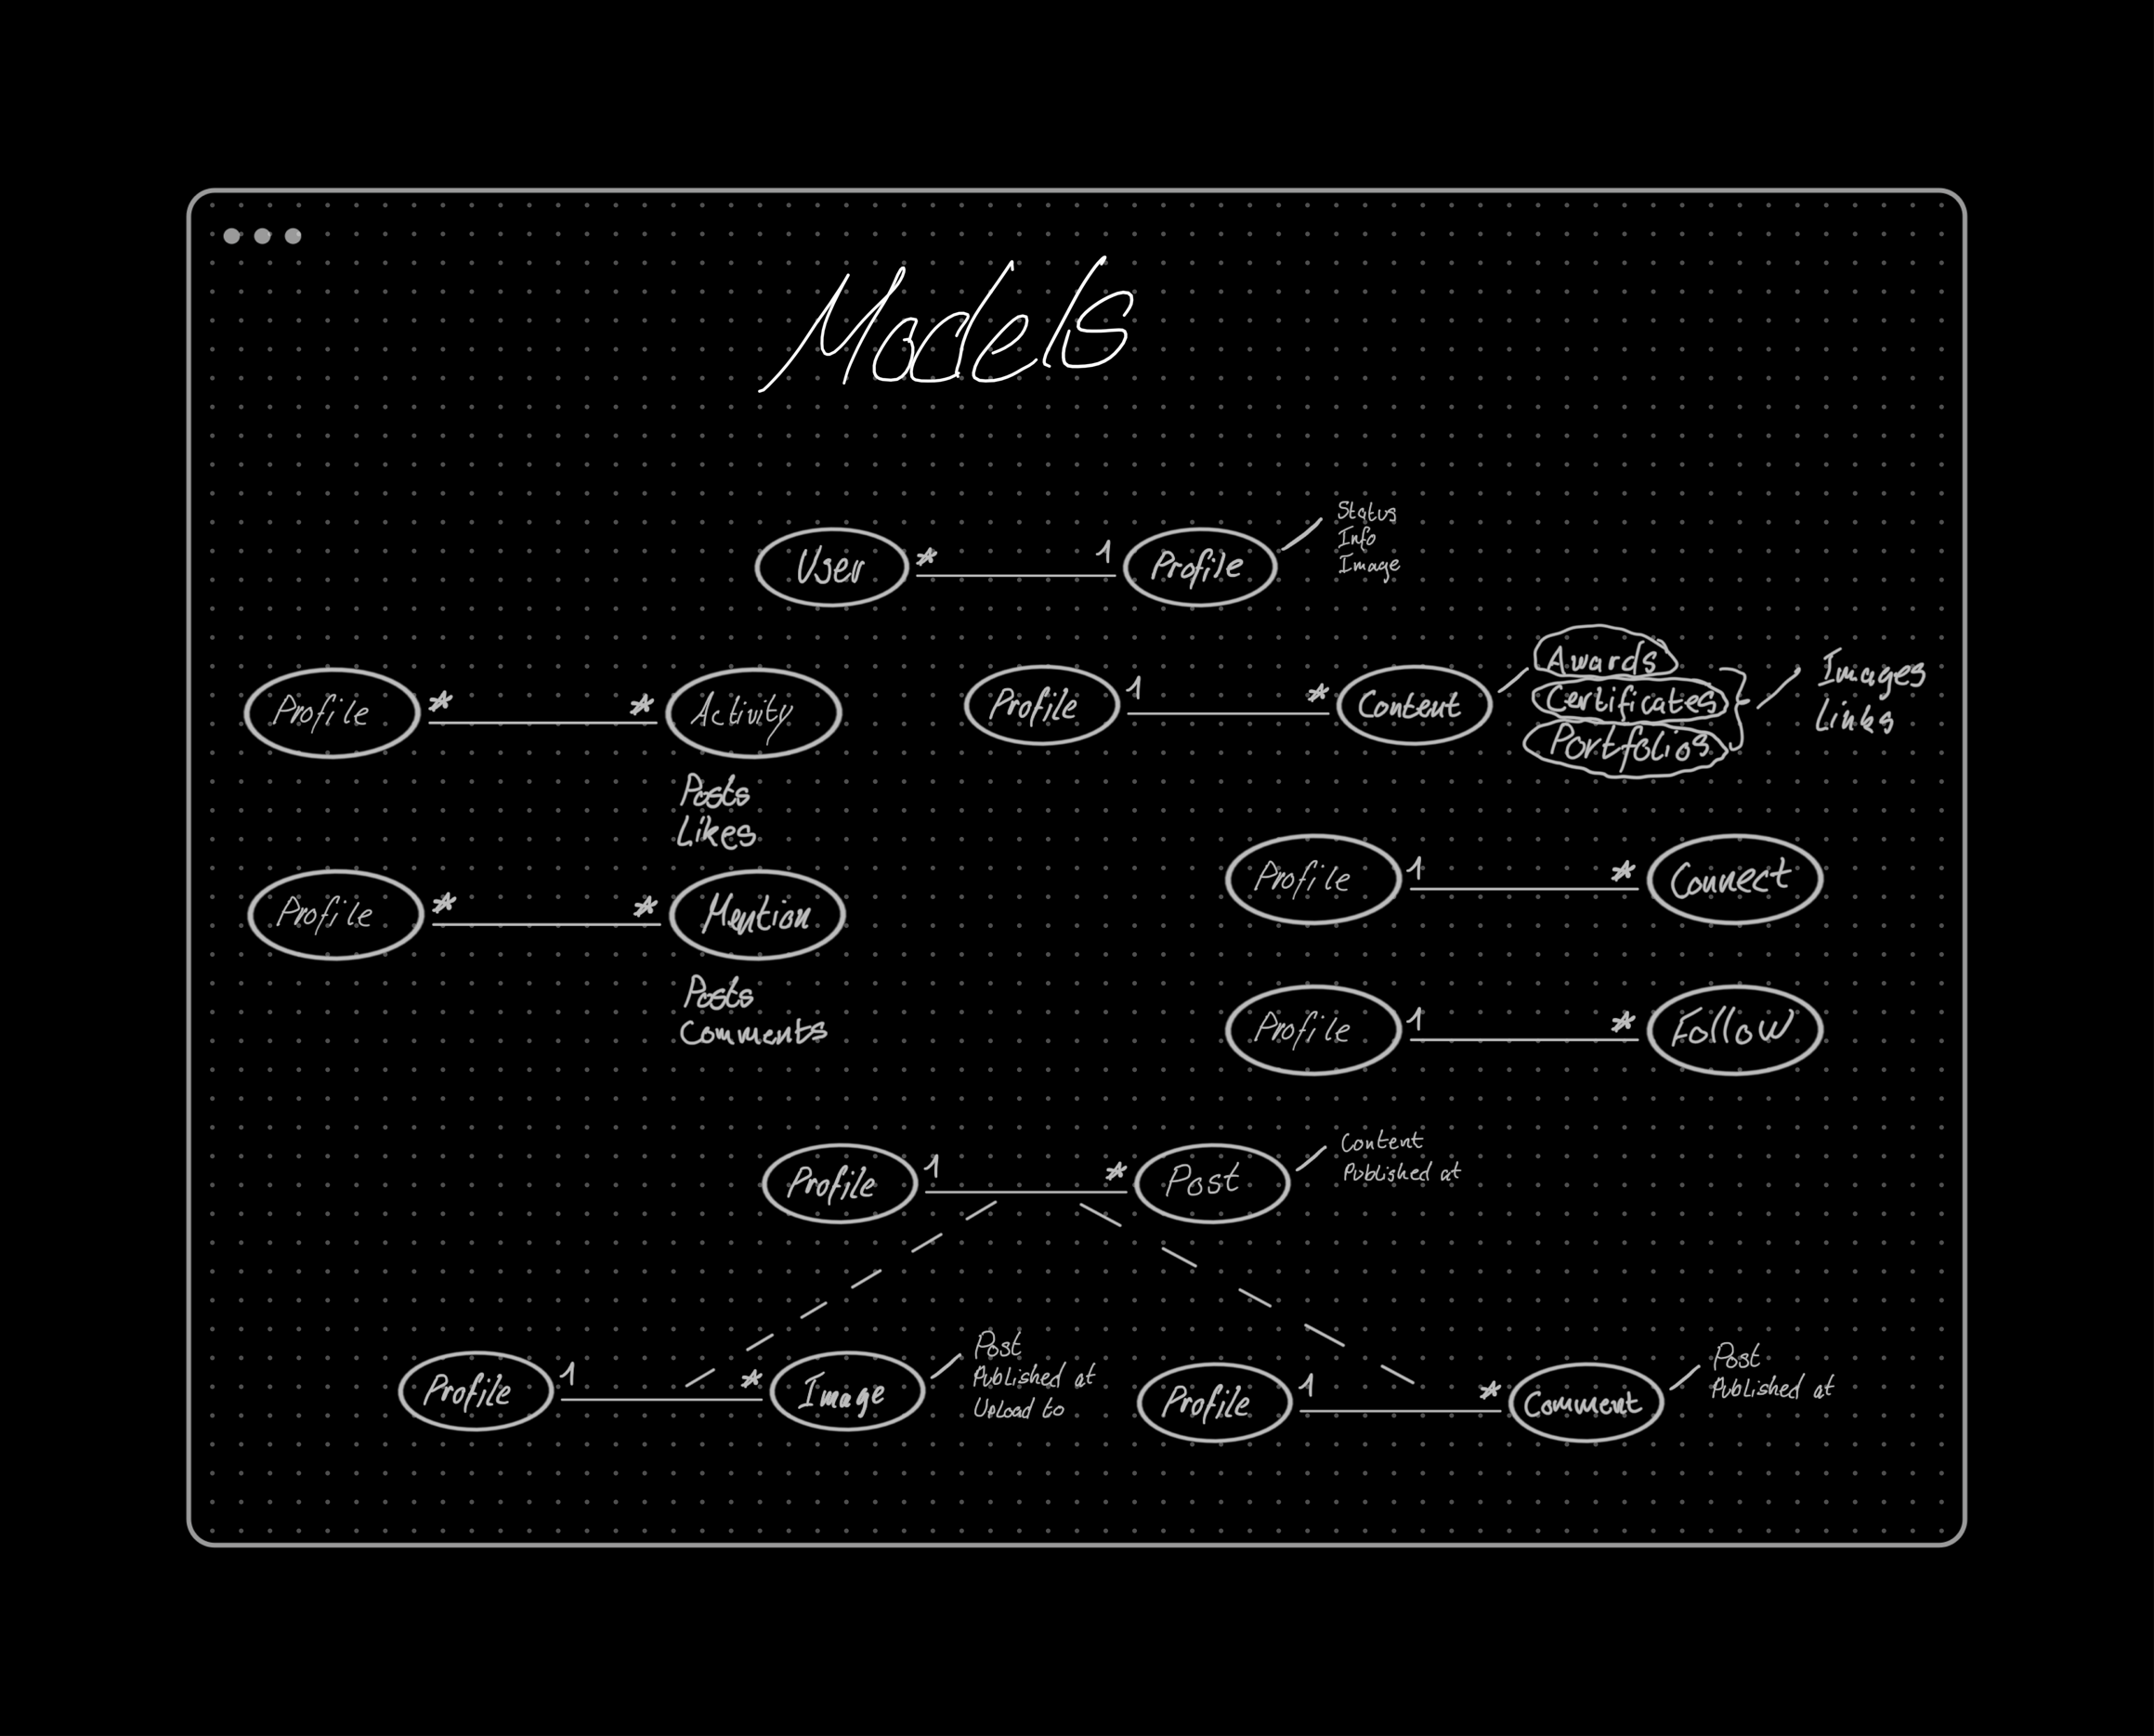 Models
User * 1 Profile
Status
Info
Image
Profile * * Activity
Posts
Likes
Profile 1 * Content
Awards
Certificates
Portfolios
Images
Links
Profile * * Mention
Posts
Comments
Profile 1 * Connect
Profile 1 * Follow
Profile 1 * Post
Content
Published at
Profile 1 * Image
Post
Published at
Upload to
Profile 1 * Comment
Post
Published at